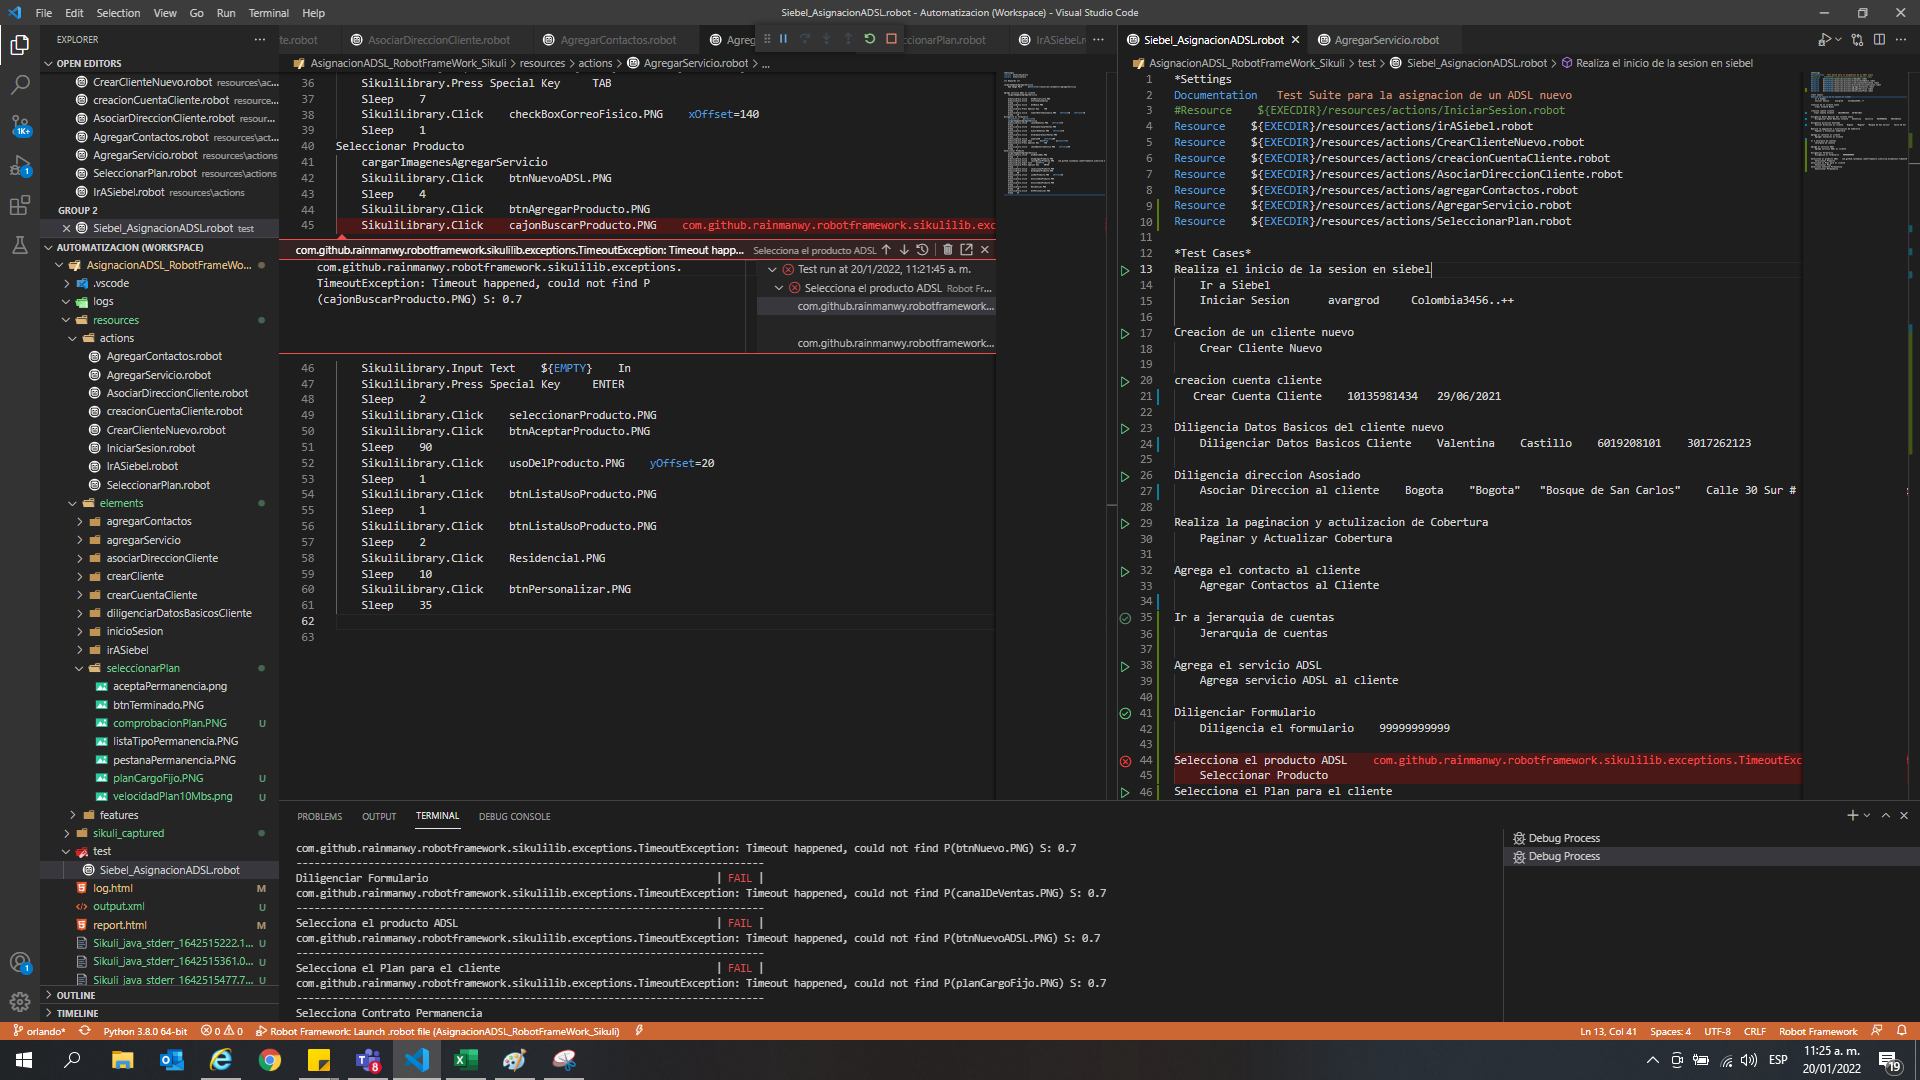 File Edit Selection View Go Run Terminal Help
Siebel_AsignacionADSL.robot - Automatizacion (Workspace) - Visual Studio Code
EXPLORER
OPEN EDITORS
CrearClienteNuevo.robot resources\actions
creacionCuentaCliente.robot resource...
AsociarDireccionCliente.robot resour...
AgregarContactos.robot resources\act...
AgregarServicio.robot resources\actions
SeleccionarPlan.robot resources\actions
IrASiebel.robot resources\actions
GROUP 2
Siebel_AsignacionADSL.robot test
AUTOMATIZACION (WORKSPACE)
AsignacionADSL_RobotFrameWo...
.vscode
logs
resources
actions
AgregarContactos.robot
AgregarServicio.robot
AsociarDireccionCliente.robot
creacionCuentaCliente.robot
CrearClienteNuevo.robot
IniciarSesion.robot
IrASiebel.robot
SeleccionarPlan.robot
elements
agregarContactos
agregarServicio
asociarDireccionCliente
crearCliente
crearCuentaCliente
diligenciarDatosBasicosCliente
inicioSesion
irASiebel
seleccionarPlan
aceptaPermanencia.png
btnTerminado.PNG
comprobacionPlan.PNG U
listaTipoPermanencia.PNG
pestanaPermanencia.PNG
planCargoFijo.PNG U
velocidadPlan10Mbs.png U
features
sikuli_captured
test
Siebel_AsignacionADSL.robot
log.html M
output.xml U
report.html M
Sikuli_java_stderr_1642515222.1... U
Sikuli_java_stderr_1642515361.0... U
Sikuli_java_stderr_1642515477.7... U
OUTLINE
TIMELINE
te.robot AsociarDireccionCliente.robot AgregarContactos.robot Agreg ccionarPlan.robot IrASiebel.r
AsignacionADSL_RobotFrameWork_Sikuli > resources > actions > AgregarServicio.robot > ...
36 SikuliLibrary.Press Special Key TAB
37 Sleep 7
38 SikuliLibrary.Click checkBoxCorreoFisico.PNG xOffset=140
39 Sleep 1
40 Seleccionar Producto
41 cargarImagenesAgregarServicio
42 SikuliLibrary.Click btnNuevoADSL.PNG
43 Sleep 4
44 SikuliLibrary.Click btnAgregarProducto.PNG
45 SikuliLibrary.Click cajonBuscarProducto.PNG com.github.rainmanwy.robotframework.sikulilib.exc
com.github.rainmanwy.robotframework.sikulilib.exceptions.TimeoutException: Timeout happ... Selecciona el producto ADSL
com.github.rainmanwy.robotframework.sikulilib.exceptions.
TimeoutException: Timeout happened, could not find P
(cajonBuscarProducto.PNG) S: 0.7
Test run at 20/1/2022, 11:21:45 a. m.
Selecciona el producto ADSL Robot Fr...
com.github.rainmanwy.robotframework...
com.github.rainmanwy.robotframework...
46 SikuliLibrary.Input Text ${EMPTY} In
47 SikuliLibrary.Press Special Key ENTER
48 Sleep 2
49 SikuliLibrary.Click seleccionarProducto.PNG
50 SikuliLibrary.Click btnAceptarProducto.PNG
51 Sleep 90
52 SikuliLibrary.Click usoDelProducto.PNG yOffset=20
53 Sleep 1
54 SikuliLibrary.Click btnListaUsoProducto.PNG
55 Sleep 1
56 SikuliLibrary.Click btnListaUsoProducto.PNG
57 Sleep 2
58 SikuliLibrary.Click Residencial.PNG
59 Sleep 10
60 SikuliLibrary.Click btnPersonalizar.PNG
61 Sleep 35
62
63
Siebel_AsignacionADSL.robot AgregarServicio.robot
AsignacionADSL_RobotFrameWork_Sikuli > test > Siebel_AsignacionADSL.robot > Realiza el inicio de la sesion en siebel
1 *Settings
2 Documentation Test Suite para la asignacion de un ADSL nuevo
3 #Resource ${EXECDIR}/resources/actions/IniciarSesion.robot
4 Resource ${EXECDIR}/resources/actions/irASiebel.robot
5 Resource ${EXECDIR}/resources/actions/CrearClienteNuevo.robot
6 Resource ${EXECDIR}/resources/actions/creacionCuentaCliente.robot
7 Resource ${EXECDIR}/resources/actions/AsociarDireccionCliente.robot
8 Resource ${EXECDIR}/resources/actions/agregarContactos.robot
9 Resource ${EXECDIR}/resources/actions/AgregarServicio.robot
10 Resource ${EXECDIR}/resources/actions/SeleccionarPlan.robot
11
12 *Test Cases*
13 Realiza el inicio de la sesion en siebel
14 Ir a Siebel
15 Iniciar Sesion avargrod Colombia3456..++
16
17 Creacion de un cliente nuevo
18 Crear Cliente Nuevo
19
20 creacion cuenta cliente
21 Crear Cuenta Cliente 10135981434 29/06/2021
22
23 Diligencia Datos Basicos del cliente nuevo
24 Diligenciar Datos Basicos Cliente Valentina Castillo 6019208101 3017262123
25
26 Diligencia direccion Asosiado
27 Asociar Direccion al cliente Bogota "Bogota" "Bosque de San Carlos" Calle 30 Sur #
28
29 Realiza la paginacion y actulizacion de Cobertura
30 Paginar y Actualizar Cobertura
31
32 Agrega el contacto al cliente
33 Agregar Contactos al Cliente
34
35 Ir a jerarquia de cuentas
36 Jerarquia de cuentas
37
38 Agrega el servicio ADSL
39 Agrega servicio ADSL al cliente
40
41 Diligenciar Formulario
42 Diligencia el formulario 99999999999
43
44 Selecciona el producto ADSL com.github.rainmanwy.robotframework.sikulilib.exceptions.TimeoutExc
45 Seleccionar Producto
46 Selecciona el Plan para el cliente
PROBLEMS OUTPUT TERMINAL DEBUG CONSOLE
com.github.rainmanwy.robotframework.sikulilib.exceptions.TimeoutException: Timeout happened, could not find P(btnNuevo.PNG) S: 0.7
------------------------------------------------------------------------------
Diligenciar Formulario | FAIL |
com.github.rainmanwy.robotframework.sikulilib.exceptions.TimeoutException: Timeout happened, could not find P(canalDeVentas.PNG) S: 0.7
------------------------------------------------------------------------------
Selecciona el producto ADSL | FAIL |
com.github.rainmanwy.robotframework.sikulilib.exceptions.TimeoutException: Timeout happened, could not find P(btnNuevoADSL.PNG) S: 0.7
------------------------------------------------------------------------------
Selecciona el Plan para el cliente | FAIL |
com.github.rainmanwy.robotframework.sikulilib.exceptions.TimeoutException: Timeout happened, could not find P(planCargoFijo.PNG) S: 0.7
------------------------------------------------------------------------------
Selecciona Contrato Permanencia
Debug Process
Debug Process
orlando* Python 3.8.0 64-bit 0 0 Robot Framework: Launch .robot file (AsignacionADSL_RobotFrameWork_Sikuli)
Ln 13, Col 41 Spaces: 4 UTF-8 CRLF Robot Framework
1K+
1
1
8
ESP
11:25 a. m.
20/01/2022
19